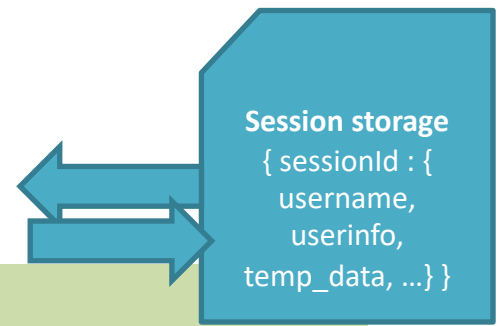 Session storage
{ sessionId : {
username,
userinfo,
temp_data, …} }